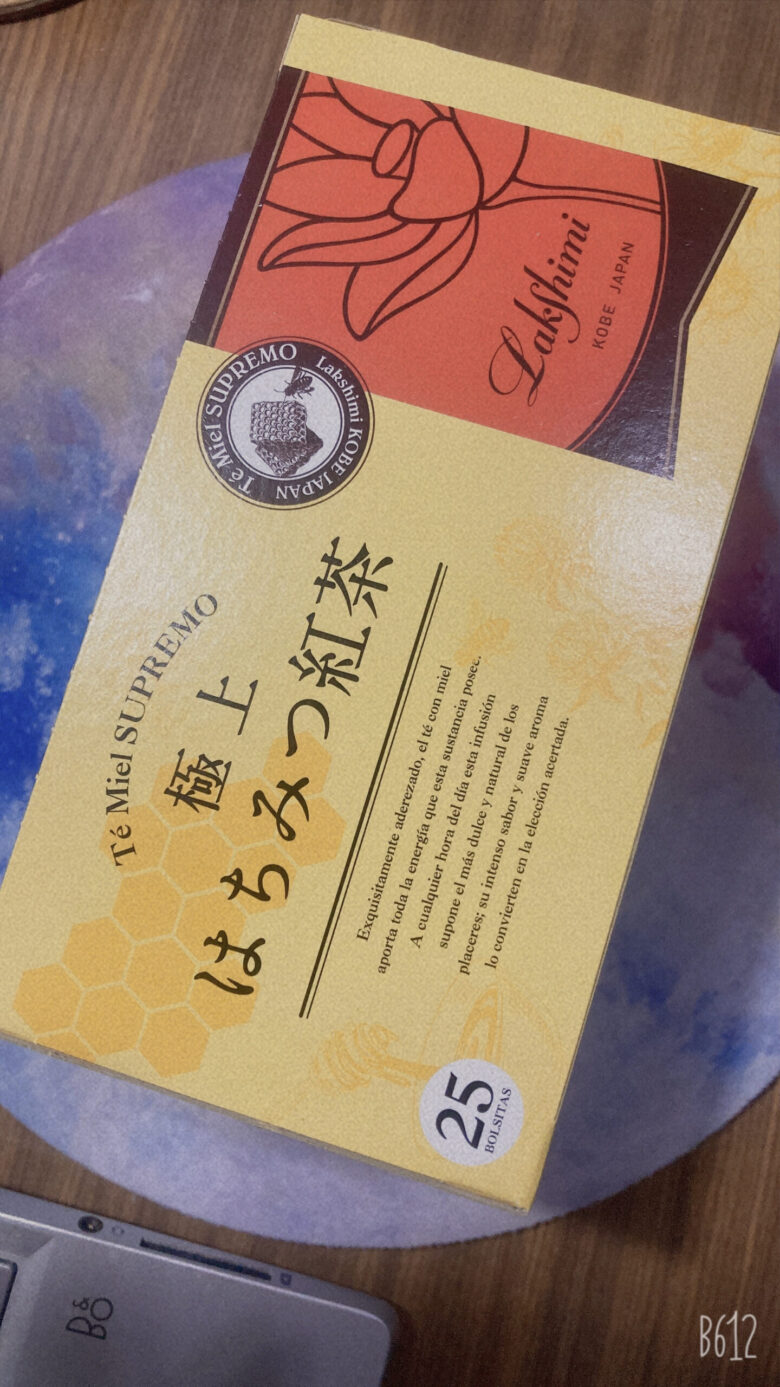 Lakshimi
KOBE JAPAN
Té Miel SUPREMO
Lakshimi KOBE JAPAN
Té Miel SUPREMO
極上
はちみつ紅茶
Exquisitamente aderezado, el té con miel
aporta toda la energía que esta sustancia posec.
A cualquier hora del día esta infusión
supone el más dulce y natural de los
placeres; su intenso sabor y suave aroma
lo convierten en la elección acertada.
25
BOLSITAS
B&O
B612